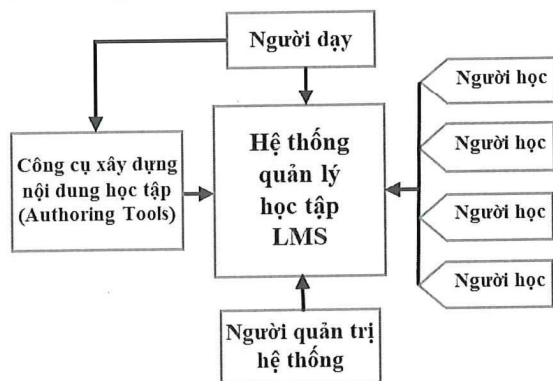 Người dạy
Công cụ xây dựng
nội dung học tập
(Authoring Tools)
Hệ thống
quản lý
học tập
LMS
Người học
Người học
Người học
Người học
Người quản trị
hệ thống